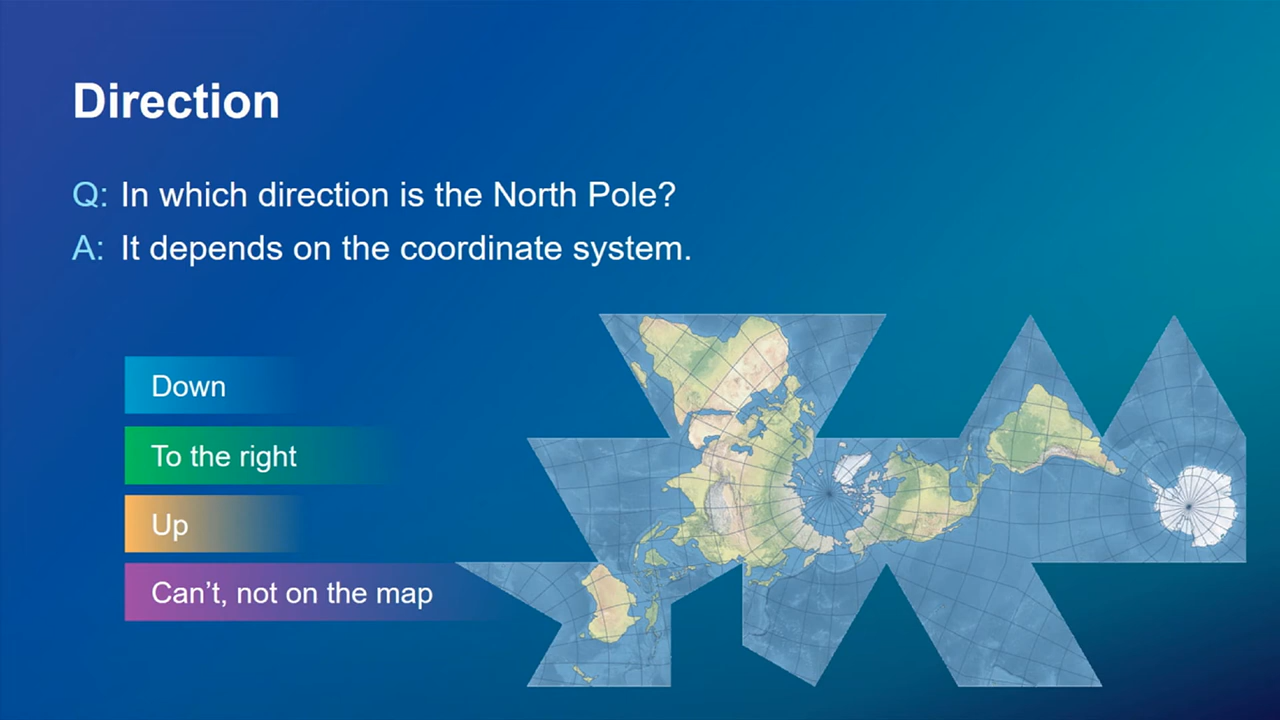 Direction
Q: In which direction is the North Pole?
A: It depends on the coordinate system.
Down
To the right
Up
Can’t, not on the map